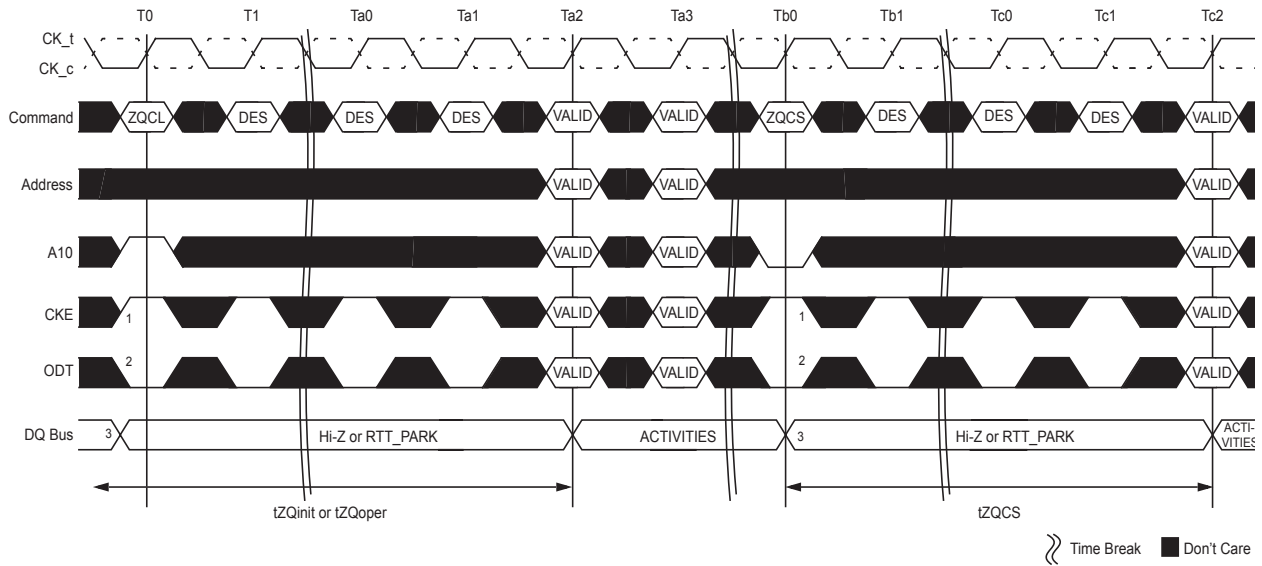 T0 T1 Ta0 Ta1 Ta2 Ta3 Tb0 Tb1 Tc0 Tc1 Tc2
CK_t
CK_c
Command ZQCL DES DES DES VALID VALID ZQCS DES DES DES VALID
Address VALID VALID VALID
A10 VALID VALID VALID
CKE 1 VALID VALID 1 VALID
ODT 2 VALID VALID 2 VALID
DQ Bus 3 Hi-Z or RTT_PARK ACTIVITIES 3 Hi-Z or RTT_PARK ACTI-
VITIES
tZQinit or tZQoper tZQCS
Time Break Don't Care